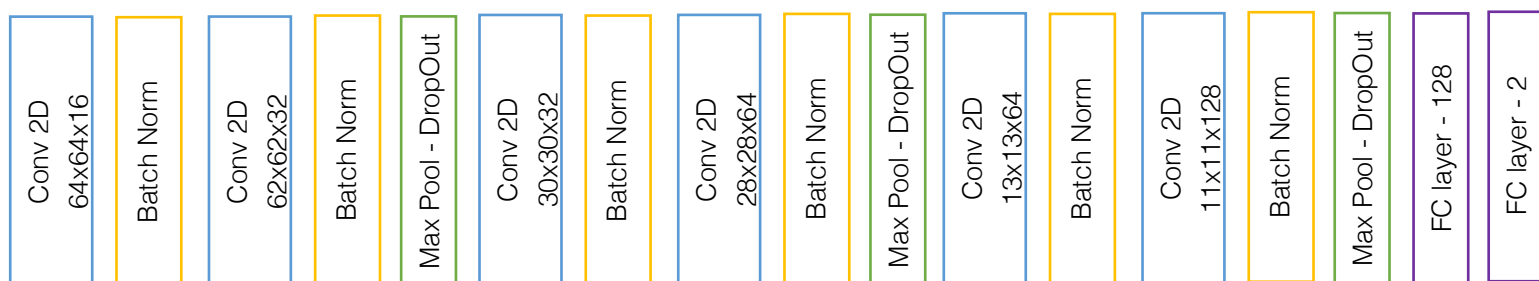 Conv 2D
64x64x16
Batch Norm
Conv 2D
62x62x32
Batch Norm
Max Pool - DropOut
Conv 2D
30x30x32
Batch Norm
Conv 2D
28x28x64
Batch Norm
Max Pool - DropOut
Conv 2D
13x13x64
Batch Norm
Conv 2D
11x11x128
Batch Norm
Max Pool - DropOut
FC layer - 128
FC layer - 2